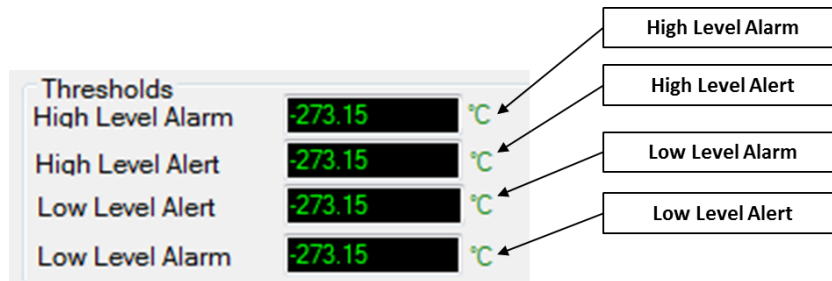 Thresholds
High Level Alarm -273.15 °C
High Level Alert -273.15 °C
Low Level Alert -273.15 °C
Low Level Alarm -273.15 °C
High Level Alarm
High Level Alert
Low Level Alarm
Low Level Alert